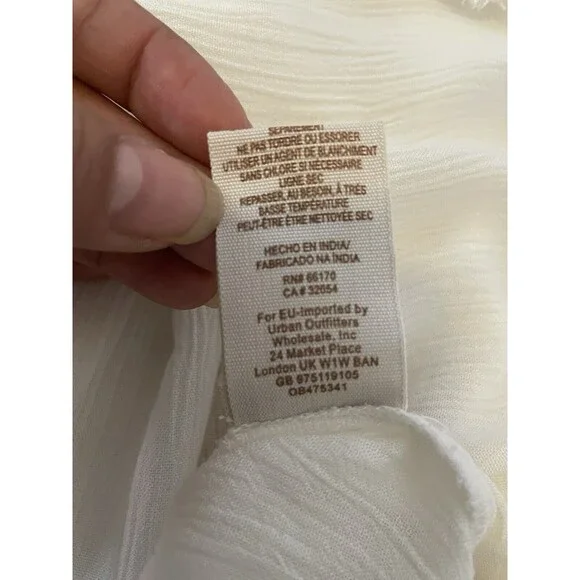 SÉPARÉMENT
NE PAS TORDRE OU ESSORER
UTILISER UN AGENT DE BLANCHIMENT
SANS CHLORE SI NÉCESSAIRE
LIGNE SEC
REPASSER, AU BESOIN, À TRÈS
BASSE TEMPÉRATURE
PEUT-ÊTRE ÊTRE NETTOYÉE SEC
HECHO EN INDIA/
FABRICADO NA ÍNDIA
RN# 66170
CA # 32054
For EU-Imported by
Urban Outfitters
Wholesale, Inc
24 Market Place
London UK W1W BAN
GB 975119105
OB475341